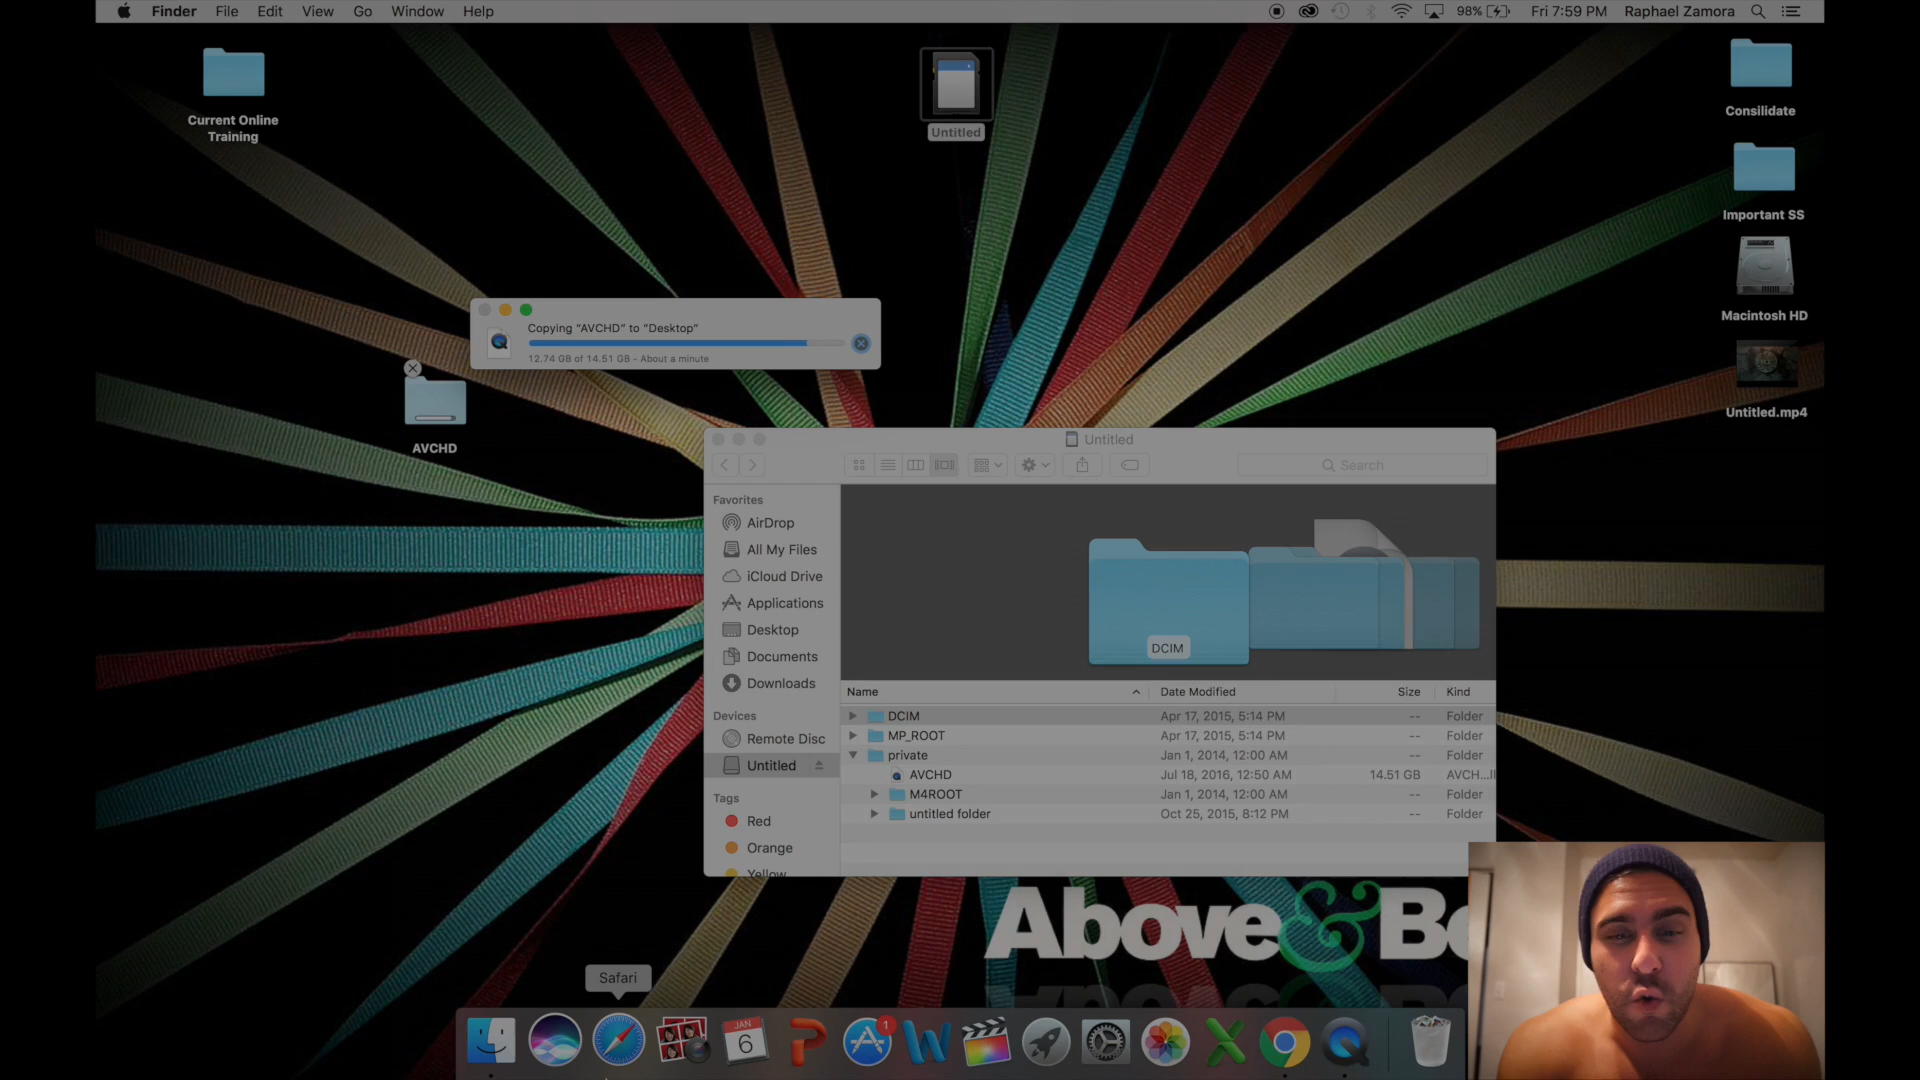 Finder File Edit View Go Window Help
98% Fri 7:59 PM Raphael Zamora
Current Online
Training
Untitled
Consilidate
Important SS
Macintosh HD
Untitled.mp4
Copying “AVCHD” to “Desktop”
12.74 GB of 14.51 GB - About a minute
AVCHD
Untitled
Search
Favorites
AirDrop
All My Files
iCloud Drive
Applications
Desktop
Documents
Downloads
Devices
Remote Disc
Untitled
Tags
Red
Orange
Yellow
DCIM
Name Date Modified Size Kind
DCIM Apr 17, 2015, 5:14 PM -- Folder
MP_ROOT Apr 17, 2015, 5:14 PM -- Folder
private Jan 1, 2014, 12:00 AM -- Folder
AVCHD Jul 18, 2016, 12:50 AM 14.51 GB AVCH...II
M4ROOT Jan 1, 2014, 12:00 AM -- Folder
untitled folder Oct 25, 2015, 8:12 PM -- Folder
Above & Be
Safari
JAN
6
1